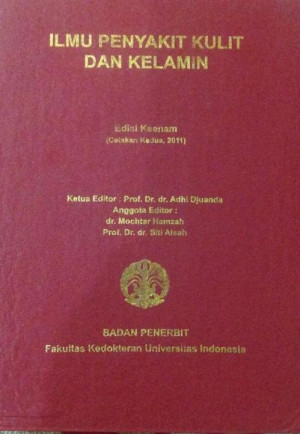 ILMU PENYAKIT KULIT
DAN KELAMIN
Edisi Keenam
(Cetakan Kedua, 2011)
Ketua Editor : Prof. Dr. dr. Adhi Djuanda
Anggota Editor :
dr. Mochtar Hamzah
Prof. Dr. dr. Siti Aisah
BADAN PENERBIT
Fakultas Kedokteran Universitas Indonesia